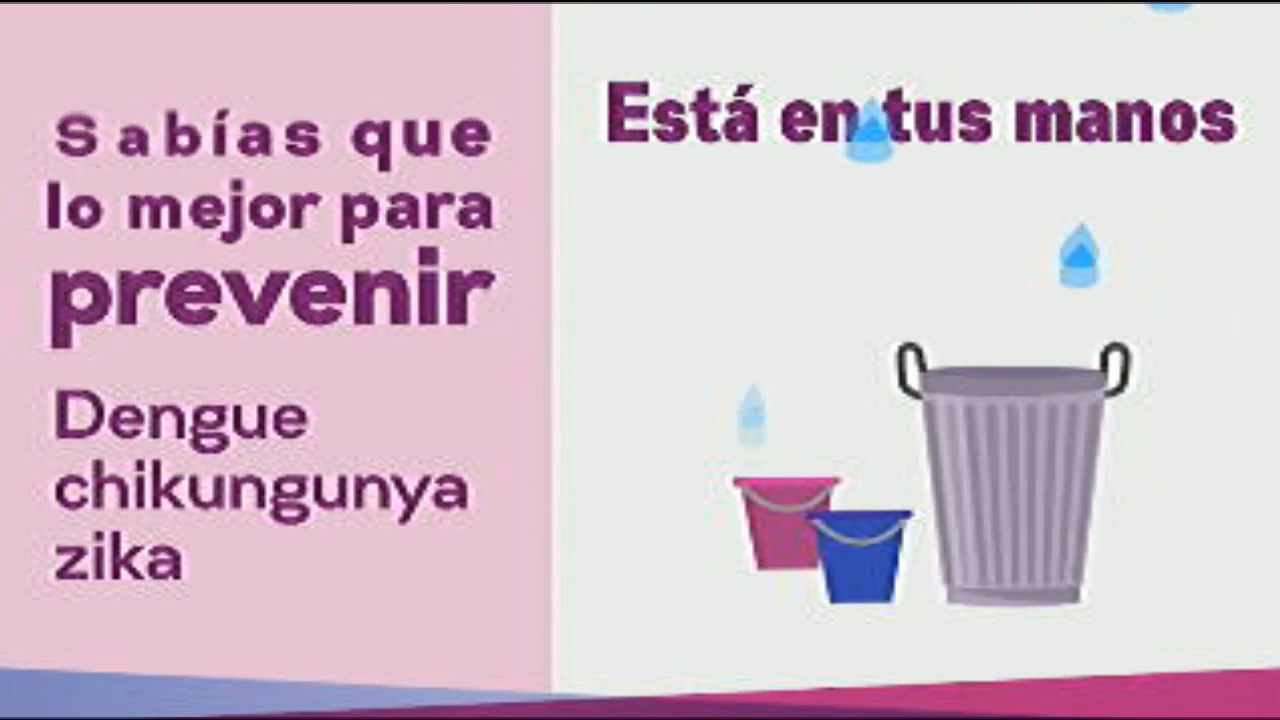 Sabías que
lo mejor para
prevenir
Dengue
chikungunya
zika
Está en tus manos